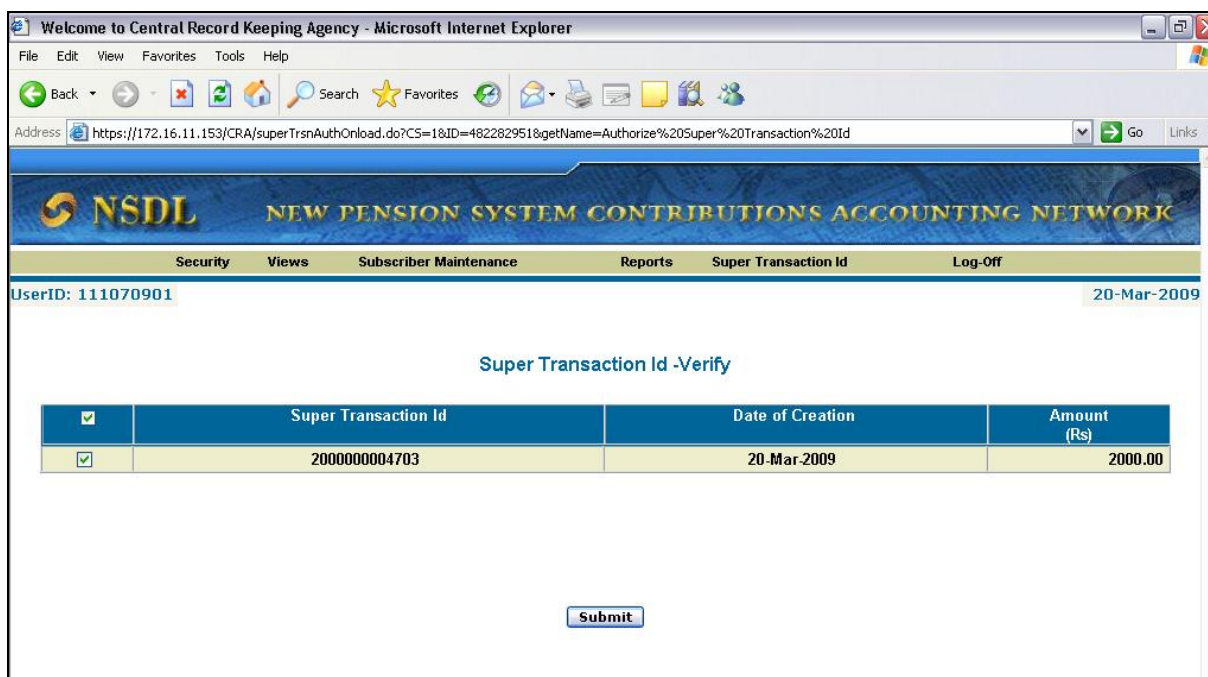 Welcome to Central Record Keeping Agency - Microsoft Internet Explorer
File Edit View Favorites Tools Help
Back Search Favorites
Address https://172.16.11.153/CRA/superTrsnAuthOnload.do?CS=1&ID=482282951&getName=Authorize%20Super%20Transaction%20Id Go Links
NSDL NEW PENSION SYSTEM CONTRIBUTIONS ACCOUNTING NETWORK
Security Views Subscriber Maintenance Reports Super Transaction Id Log-Off
UserID: 111070901 20-Mar-2009
Super Transaction Id -Verify
Super Transaction Id Date of Creation Amount
(Rs)
2000000004703 20-Mar-2009 2000.00
Submit